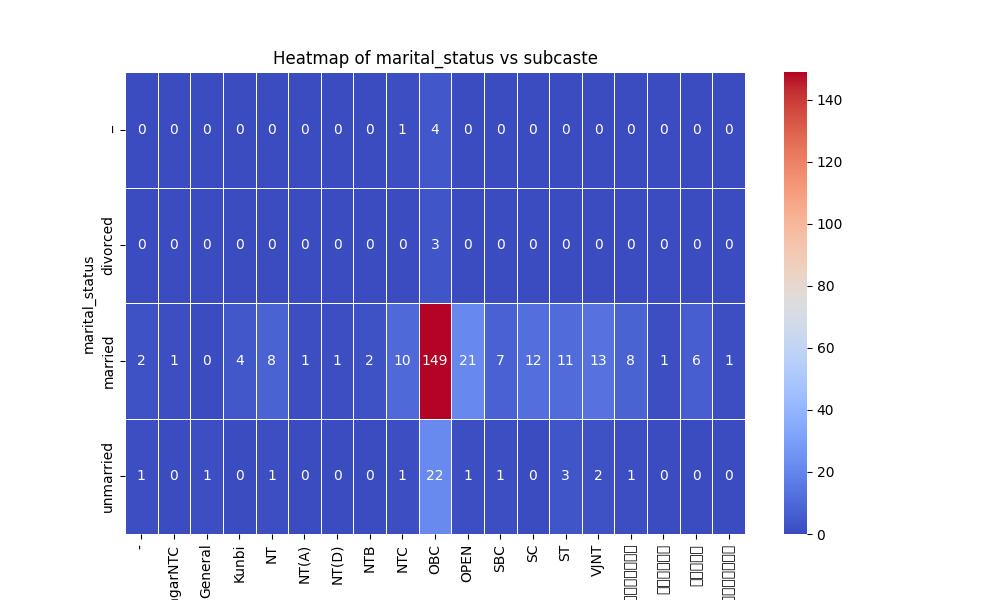 Heatmap of marital_status vs subcaste
marital_status
-
divorced
married
unmarried
0 0 0 0 0 0 0 0 1 4 0 0 0 0 0 0 0 0 0
0 0 0 0 0 0 0 0 0 3 0 0 0 0 0 0 0 0 0
2 1 0 4 8 1 1 2 10 149 21 7 12 11 13 8 1 6 1
1 0 1 0 1 0 0 0 1 22 1 1 0 3 2 1 0 0 0
- garNTC General Kunbi NT NT(A) NT(D) NTB NTC OBC OPEN SBC SC ST VJNT
140
120
100
80
60
40
20
0